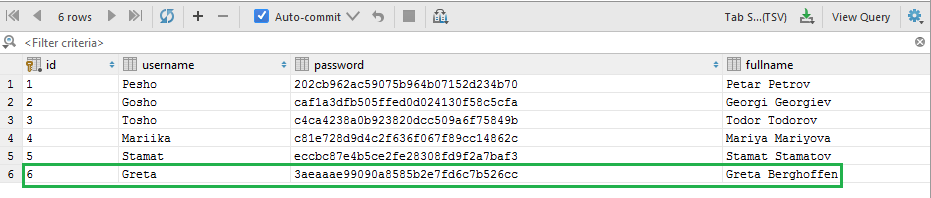 6 rows Auto-commit Tab S...(TSV) View Query
<Filter criteria>
id username password fullname
1 1 Pesho 202cb962ac59075b964b07152d234b70 Petar Petrov
2 2 Gosho caf1a3dfb505ffed0d024130f58c5cfa Georgi Georgiev
3 3 Tosho c4ca4238a0b923820dcc509a6f75849b Todor Todorov
4 4 Mariika c81e728d9d4c2f636f067f89cc14862c Mariya Mariyova
5 5 Stamat eccbc87e4b5ce2fe28308fd9f2a7baf3 Stamat Stamatov
6 6 Greta 3aeaaae99090a8585b2e7fd6c7b526cc Greta Berghoffen